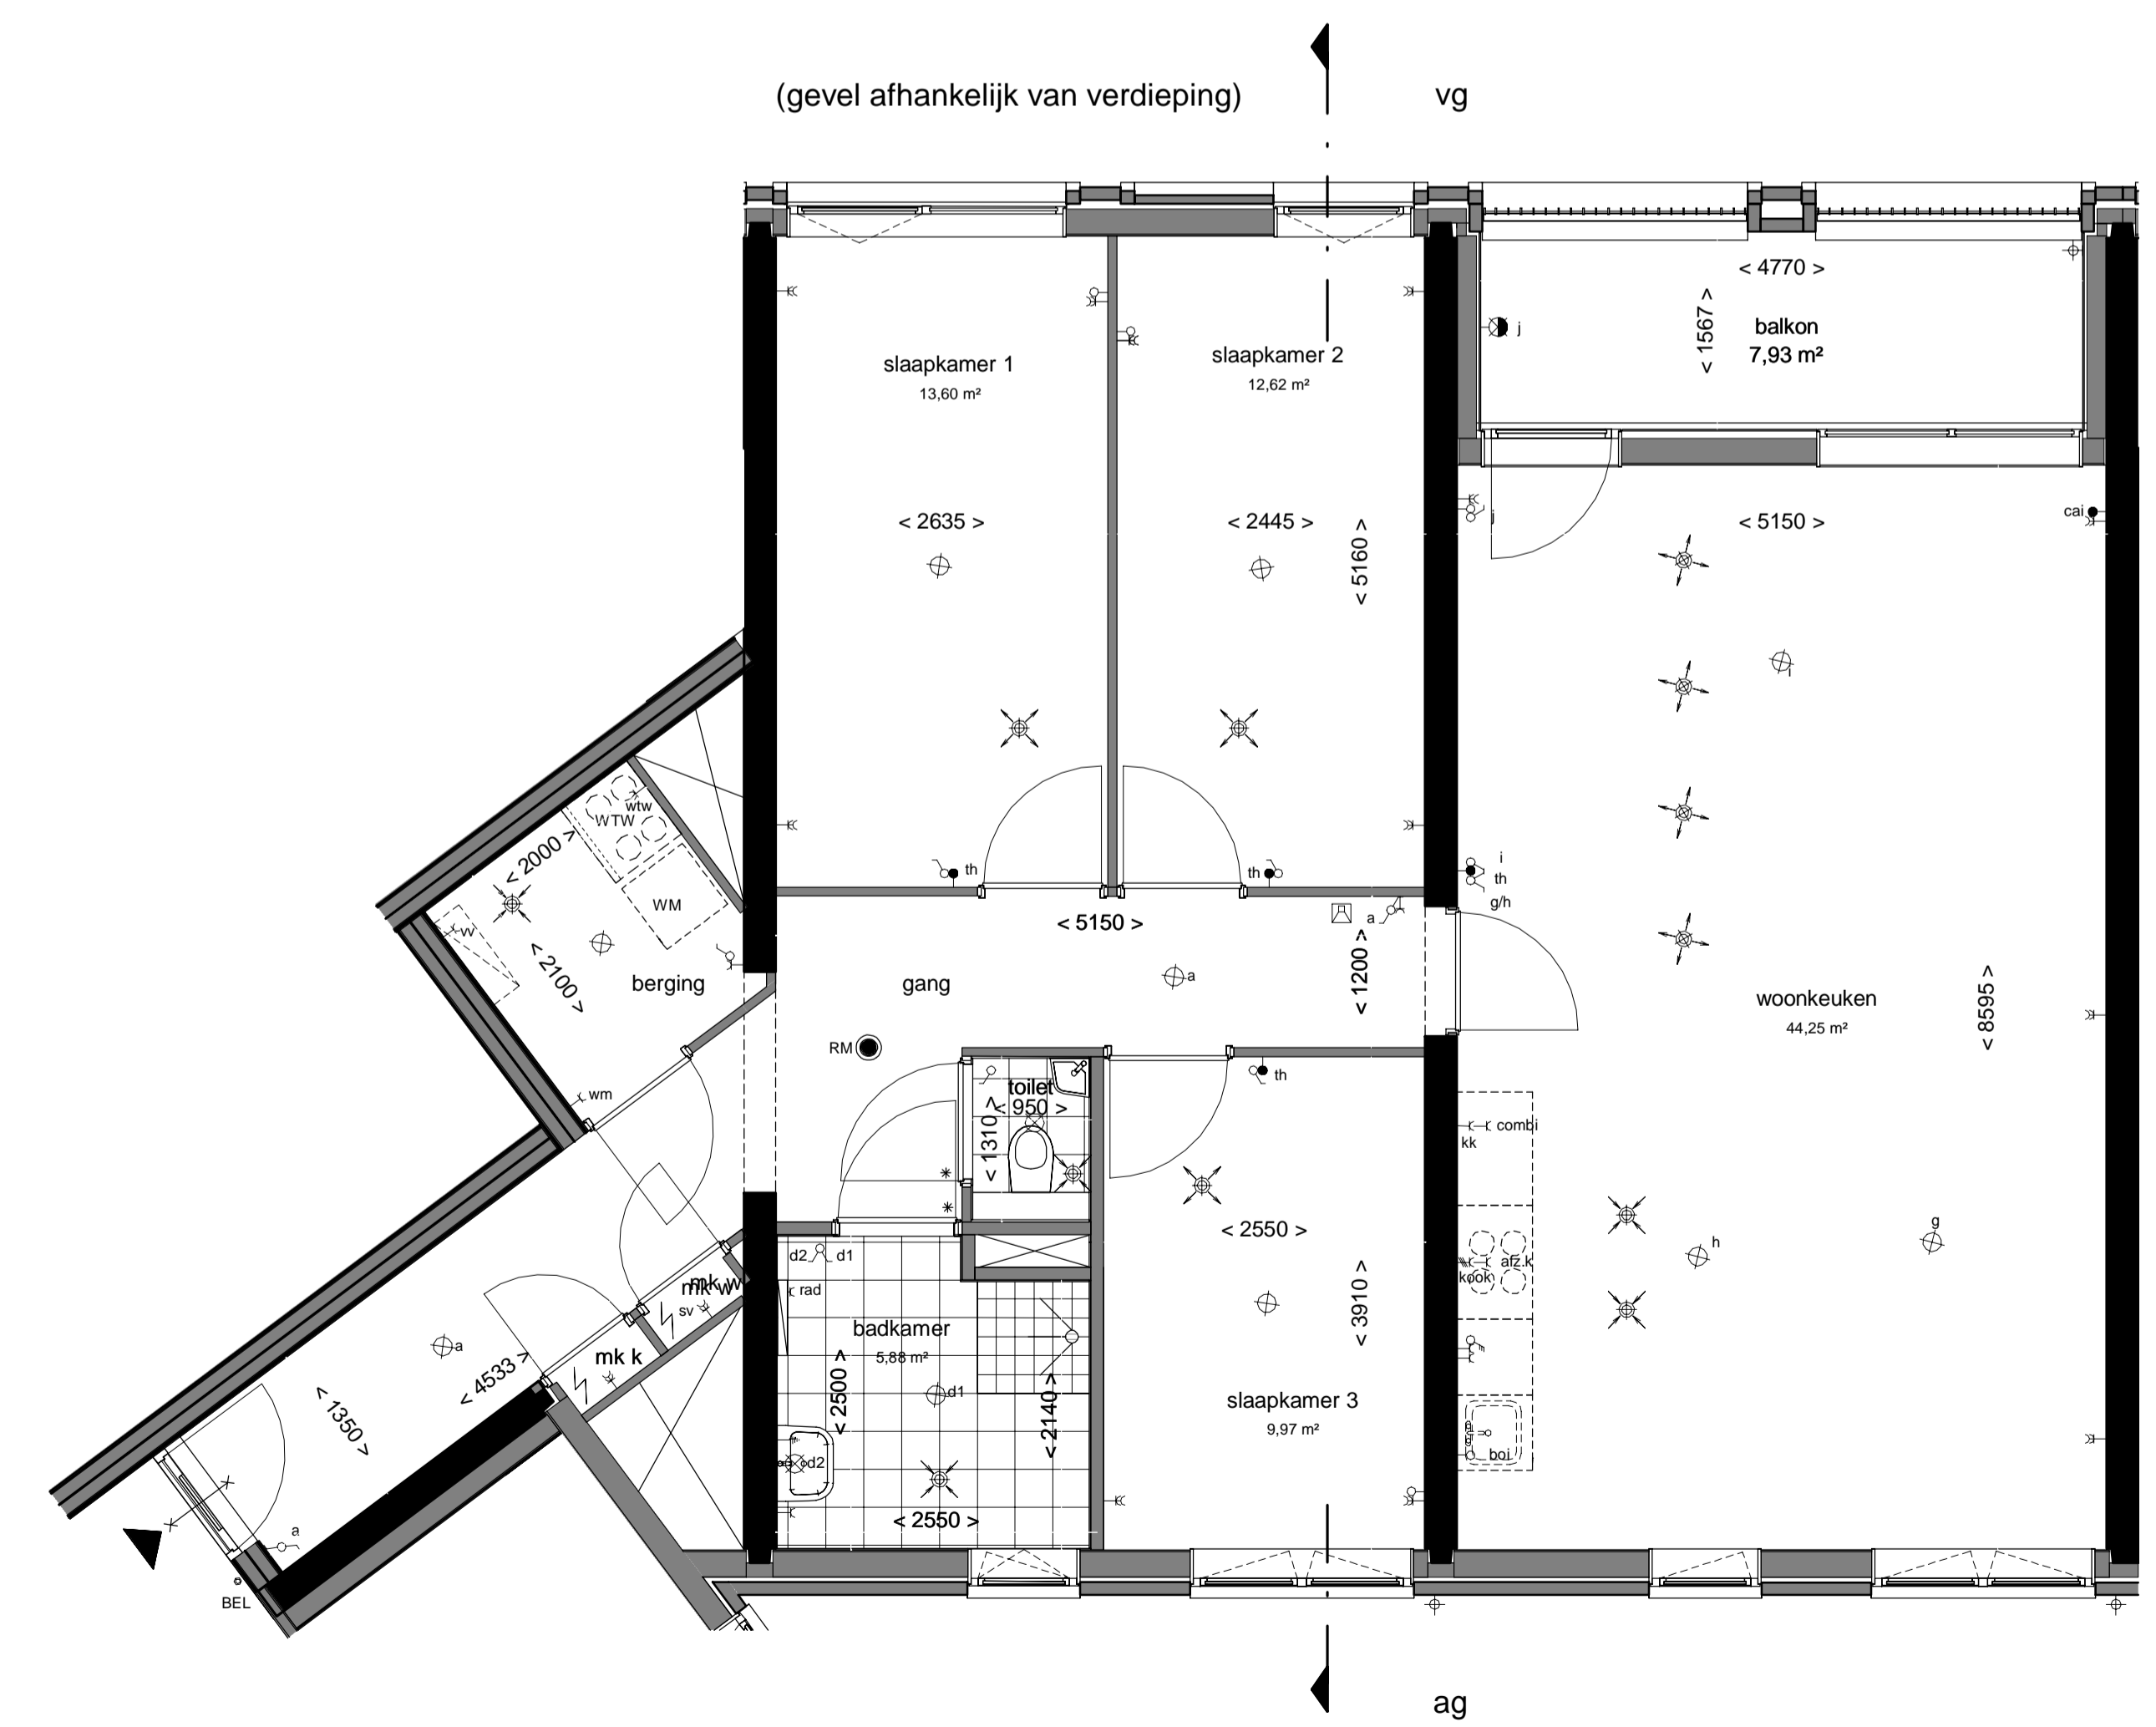 (gevel afhankelijk van verdieping)
vg
< 4770 >
< 1567 >
balkon
7,93 m²
j
slaapkamer 1
13,60 m²
slaapkamer 2
12,62 m²
< 2635 >
< 2445 >
< 5160 >
j
< 5150 >
cai
i
wtw
WTW
< 2000 >
WM
vv
< 2100 >
berging
wm
th
th
i
th
g/h
< 5150 >
a
< 1200 >
gang
a
RM
woonkeuken
44,25 m²
< 8595 >
toilet
< 950 >
< 1310 >
*
*
th
combi
kk
afz.k
kook
h
g
boi
< 2550 >
< 3910 >
slaapkamer 3
9,97 m²
d2
d1
rad
badkamer
5,88 m²
< 2500 >
d1
< 2140 >
d2
< 2550 >
mk w
mk w
sv
mk k
a
< 4533 >
< 1350 >
a
BEL
ag